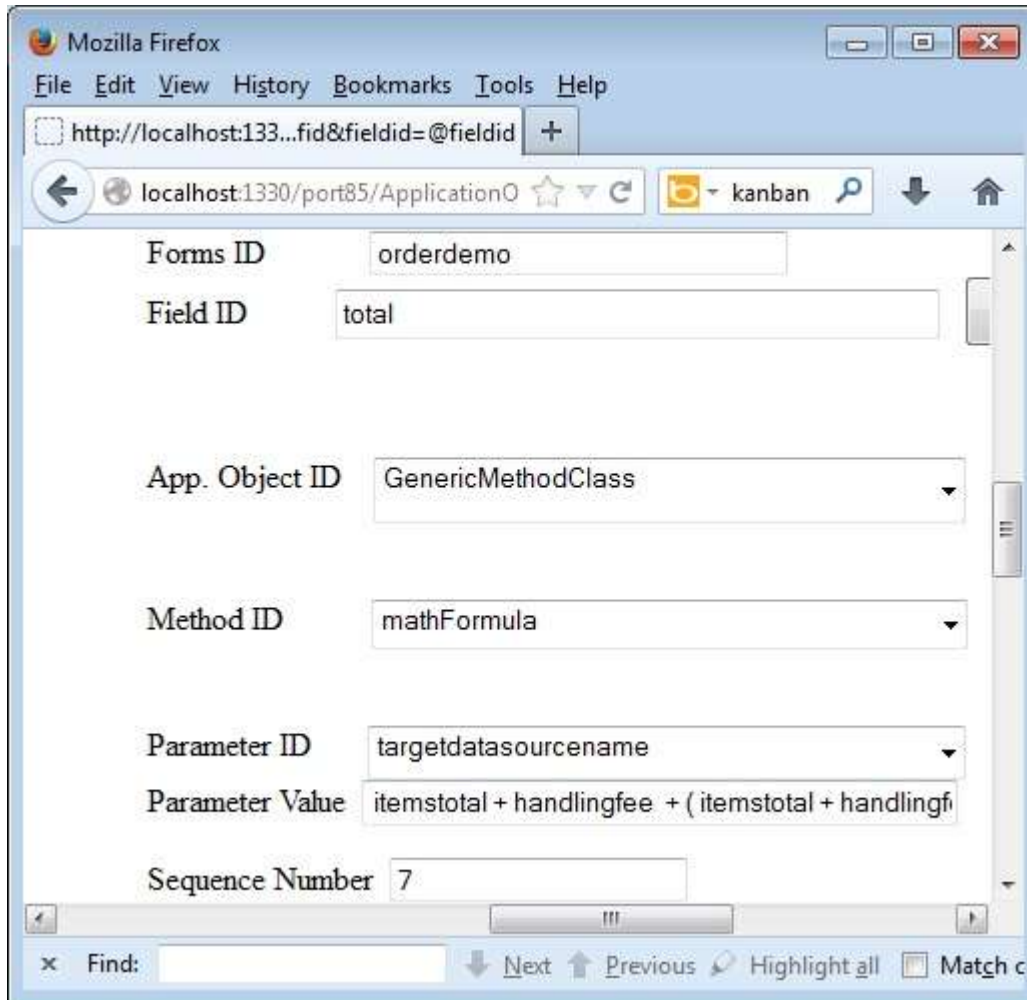 Mozilla Firefox
File Edit View History Bookmarks Tools Help
http://localhost:133...fid&fieldid=@fieldid +
localhost:1330/port85/ApplicationO kanban
Forms ID orderdemo
Field ID total
App. Object ID GenericMethodClass
Method ID mathFormula
Parameter ID targetdatasourcename
Parameter Value itemstotal + handlingfee + ( itemstotal + handlingf
Sequence Number 7
× Find: Next Previous Highlight all Match c